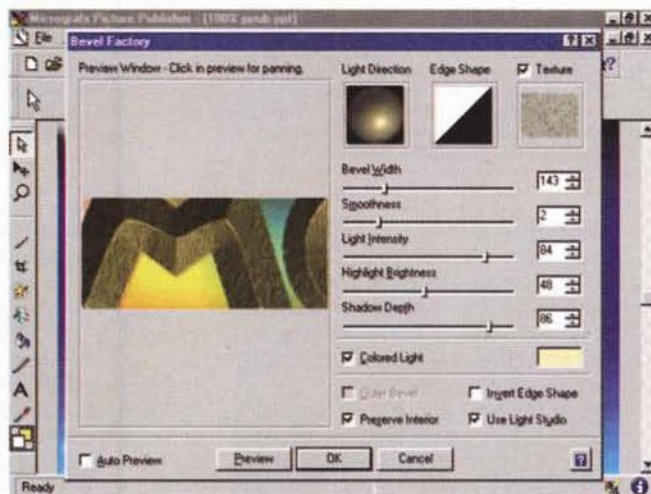 Micrografx Picture Publisher - [100%
File
Bevel Factory
Preview Window - Click in preview for panning.
Light Direction
Edge Shape
Texture
Bevel Width
143
Smoothness
2
Light Intensity
84
Highlight Brightness
48
Shadow Depth
86
Colored Light
Outer Bevel
Invert Edge Shape
Preserve Interior
Use Light Studio
Auto Preview
Preview
OK
Cancel
Ready